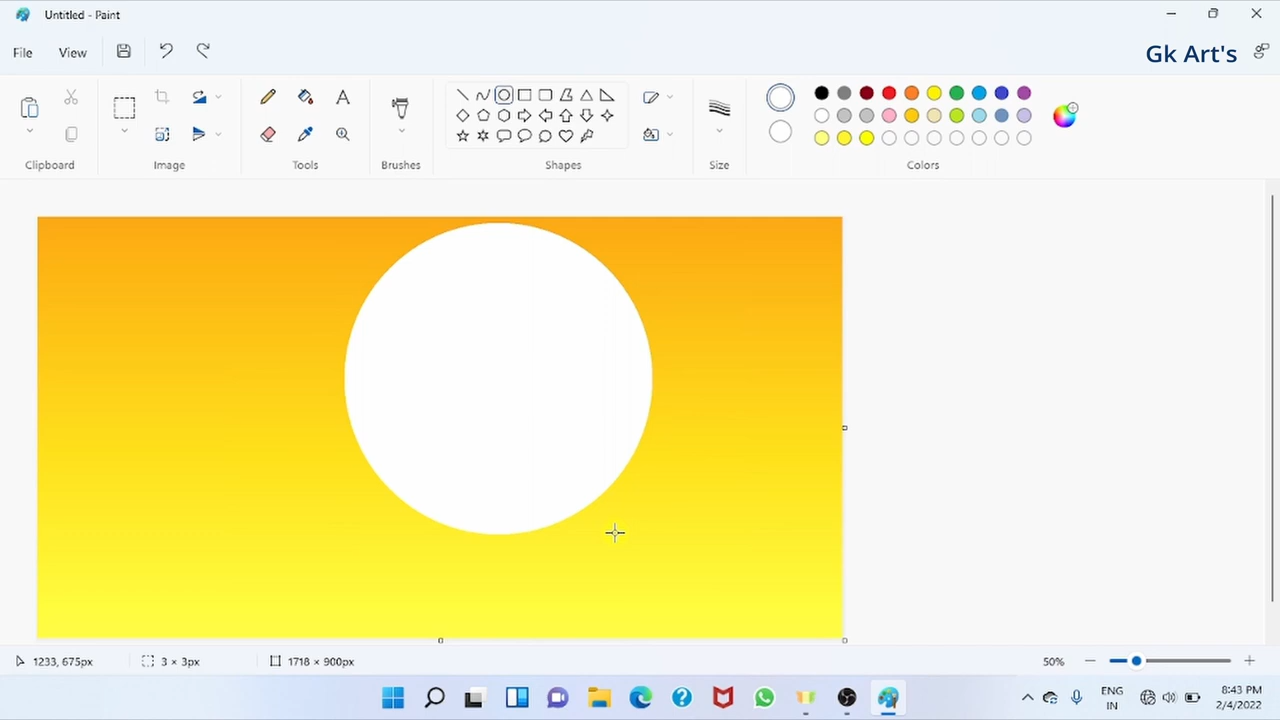 Untitled - Paint
File View
Gk Art's
Clipboard Image Tools Brushes Shapes Size Colors
1233, 675px 3 × 3px 1718 × 900px 50%
ENG 8:43 PM
IN 2/4/2022